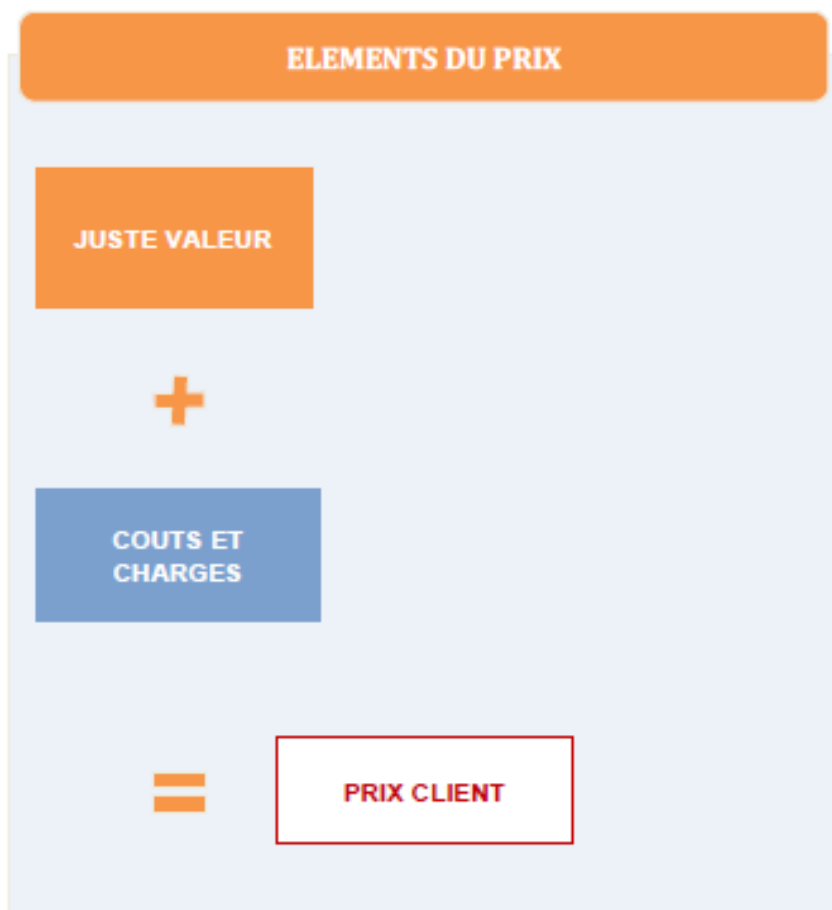 ELEMENTS DU PRIX
JUSTE VALEUR
+
COUTS ET
CHARGES
=
PRIX CLIENT